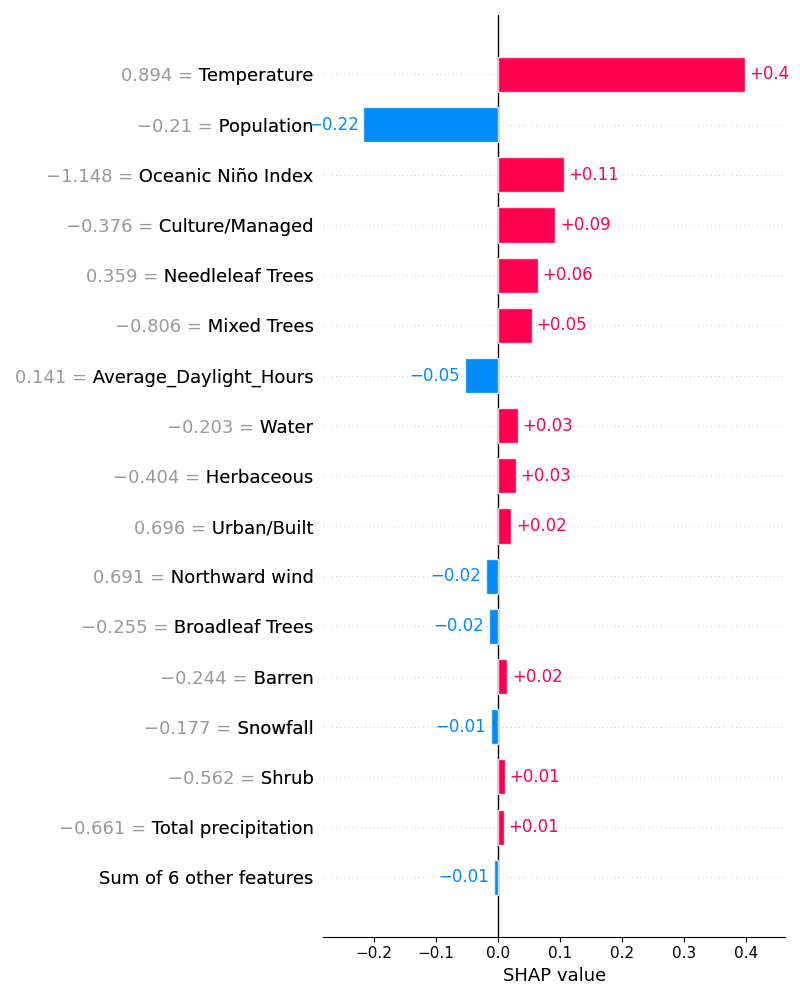 0.894 = Temperature +0.4
−0.21 = Population −0.22
−1.148 = Oceanic Niño Index +0.11
−0.376 = Culture/Managed +0.09
0.359 = Needleleaf Trees +0.06
−0.806 = Mixed Trees +0.05
0.141 = Average_Daylight_Hours −0.05
−0.203 = Water +0.03
−0.404 = Herbaceous +0.03
0.696 = Urban/Built +0.02
0.691 = Northward wind −0.02
−0.255 = Broadleaf Trees −0.02
−0.244 = Barren +0.02
−0.177 = Snowfall −0.01
−0.562 = Shrub +0.01
−0.661 = Total precipitation +0.01
Sum of 6 other features −0.01
−0.2 −0.1 0.0 0.1 0.2 0.3 0.4
SHAP value